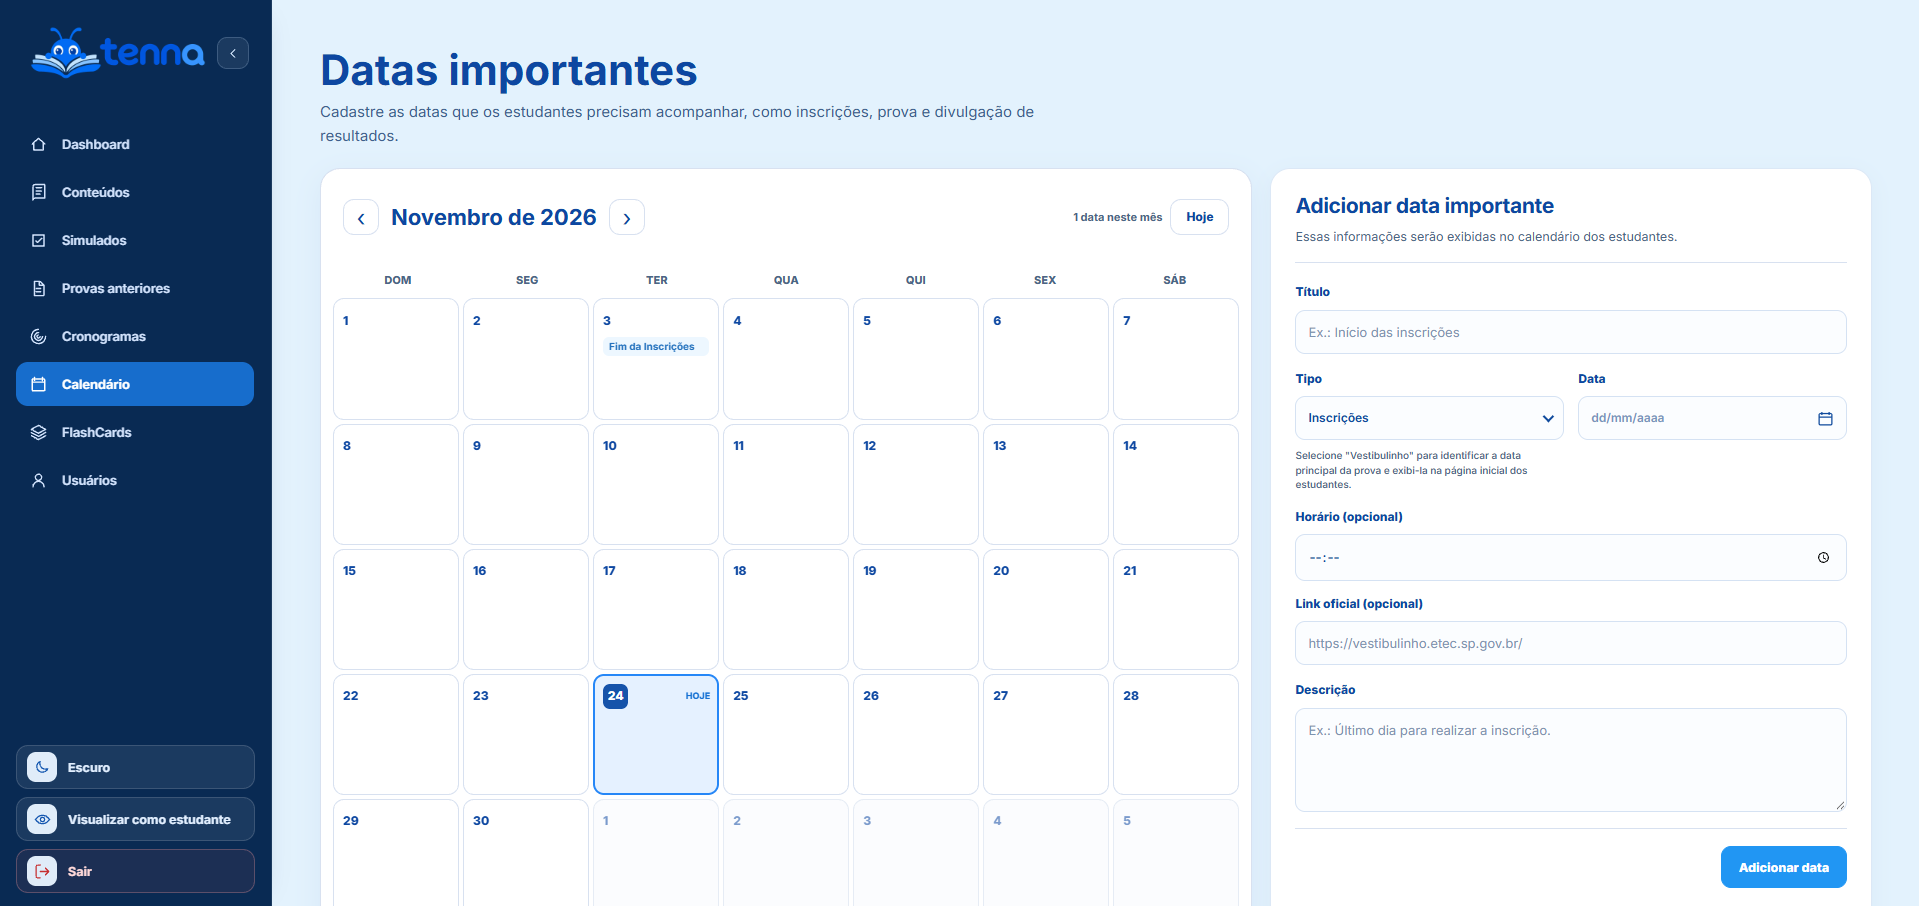 tenna
Dashboard
Conteúdos
Simulados
Provas anteriores
Cronogramas
Calendário
FlashCards
Usuários
Escuro
Visualizar como estudante
Sair
Datas importantes
Cadastre as datas que os estudantes precisam acompanhar, como inscrições, prova e divulgação de
resultados.
‹ Novembro de 2026 › 1 data neste mês Hoje
DOM SEG TER QUA QUI SEX SÁB
1 2 3 4 5 6 7
Fim da Inscrições
8 9 10 11 12 13 14
15 16 17 18 19 20 21
22 23 24 HOJE 25 26 27 28
29 30 1 2 3 4 5
Adicionar data importante
Essas informações serão exibidas no calendário dos estudantes.
Título
Ex.: Início das inscrições
Tipo Data
Inscrições dd/mm/aaaa
Selecione "Vestibulinho" para identificar a data
principal da prova e exibi-la na página inicial dos
estudantes.
Horário (opcional)
--:--
Link oficial (opcional)
https://vestibulinho.etec.sp.gov.br/
Descrição
Ex.: Último dia para realizar a inscrição.
Adicionar data